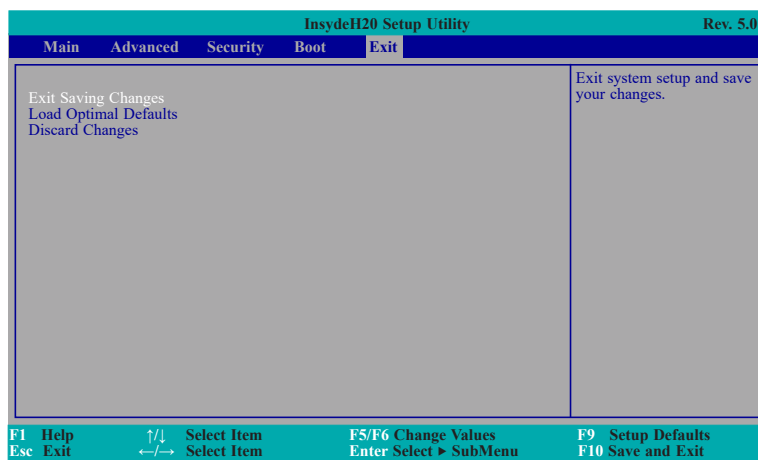 InsydeH20 Setup Utility Rev. 5.0
Main Advanced Security Boot Exit
Exit Saving Changes
Load Optimal Defaults
Discard Changes
Exit system setup and save
your changes.
F1 Help ↑/↓ Select Item F5/F6 Change Values F9 Setup Defaults
Esc Exit ←/→ Select Item Enter Select ▶ SubMenu F10 Save and Exit